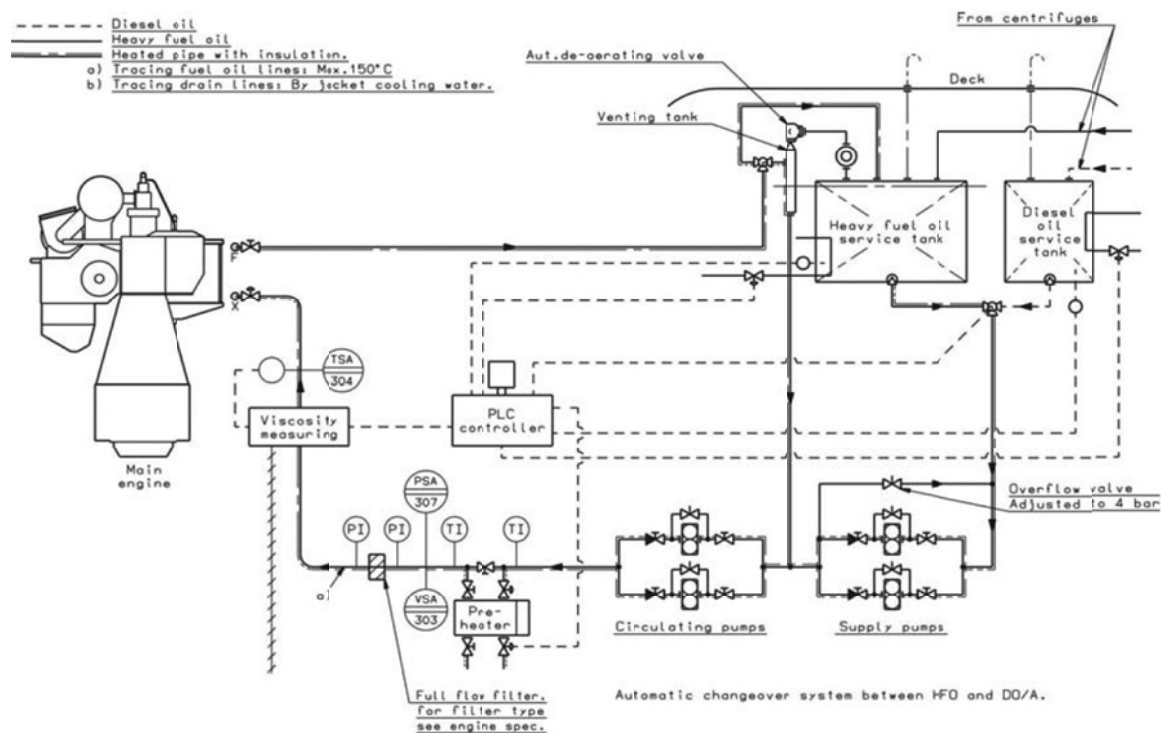 Diesel oil
Heavy fuel oil
Heated pipe with insulation.
a) Tracing fuel oil lines: Max.150°C
b) Tracing drain lines: By jacket cooling water.
From centrifuges
Aut.de-aerating valve
Deck
Venting tank
Heavy fuel oil
service tank
Diesel
oil
service
tank
F
X
TSA
304
Viscosity
measuring
PLC
controller
Main
engine
PSA
307
Overflow valve
Adjusted to 4 bar
PI
PI
TI
TI
a)
VSA
303
Pre-
heater
Circulating pumps
Supply pumps
Full flow filter.
for filter type
see engine spec.
Automatic changeover system between HFO and DO/A.